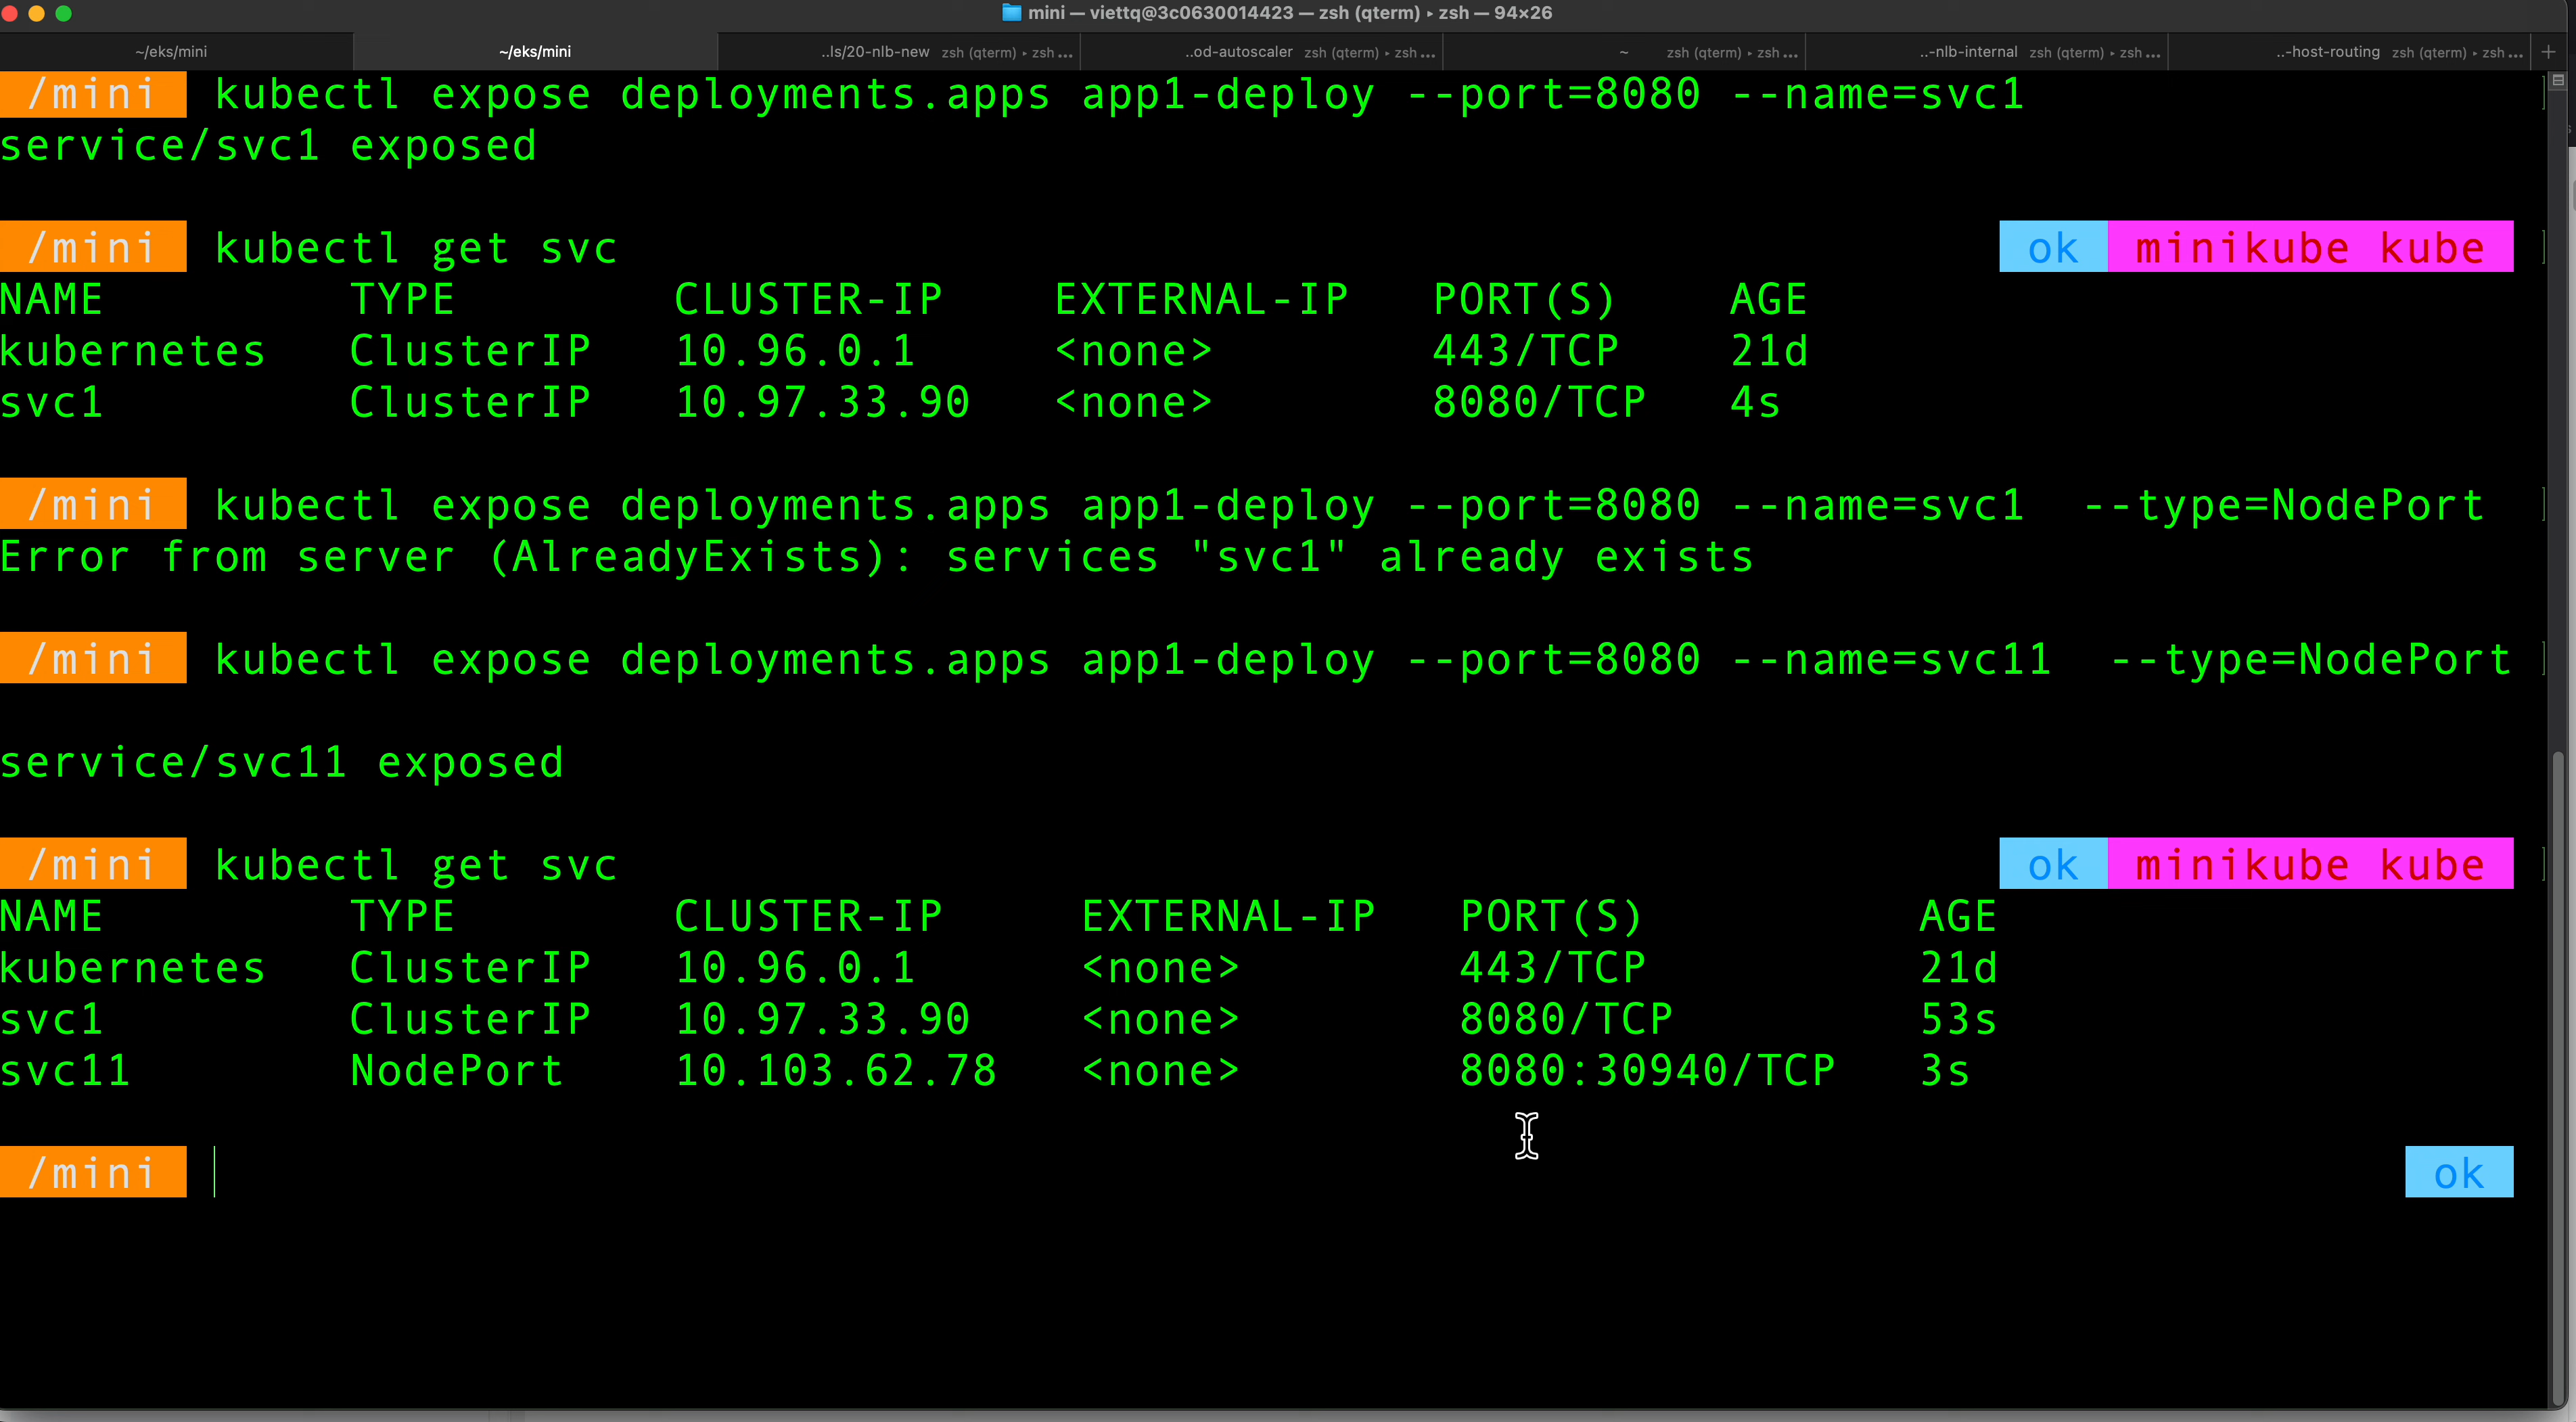 mini — viettq@3c0630014423 — zsh (qterm) ▸ zsh — 94×26
~/eks/mini ~/eks/mini ..ls/20-nlb-new zsh (qterm) ▸ zsh ... ..od-autoscaler zsh (qterm) ▸ zsh ... ~ zsh (qterm) ▸ zsh ... ..-nlb-internal zsh (qterm) ▸ zsh ... ..-host-routing zsh (qterm) ▸ zsh ... +
/mini kubectl expose deployments.apps app1-deploy --port=8080 --name=svc1
service/svc1 exposed
/mini kubectl get svc ok minikube kube
NAME TYPE CLUSTER-IP EXTERNAL-IP PORT(S) AGE
kubernetes ClusterIP 10.96.0.1 <none> 443/TCP 21d
svc1 ClusterIP 10.97.33.90 <none> 8080/TCP 4s
/mini kubectl expose deployments.apps app1-deploy --port=8080 --name=svc1 --type=NodePort
Error from server (AlreadyExists): services "svc1" already exists
/mini kubectl expose deployments.apps app1-deploy --port=8080 --name=svc11 --type=NodePort
service/svc11 exposed
/mini kubectl get svc ok minikube kube
NAME TYPE CLUSTER-IP EXTERNAL-IP PORT(S) AGE
kubernetes ClusterIP 10.96.0.1 <none> 443/TCP 21d
svc1 ClusterIP 10.97.33.90 <none> 8080/TCP 53s
svc11 NodePort 10.103.62.78 <none> 8080:30940/TCP 3s
/mini ok